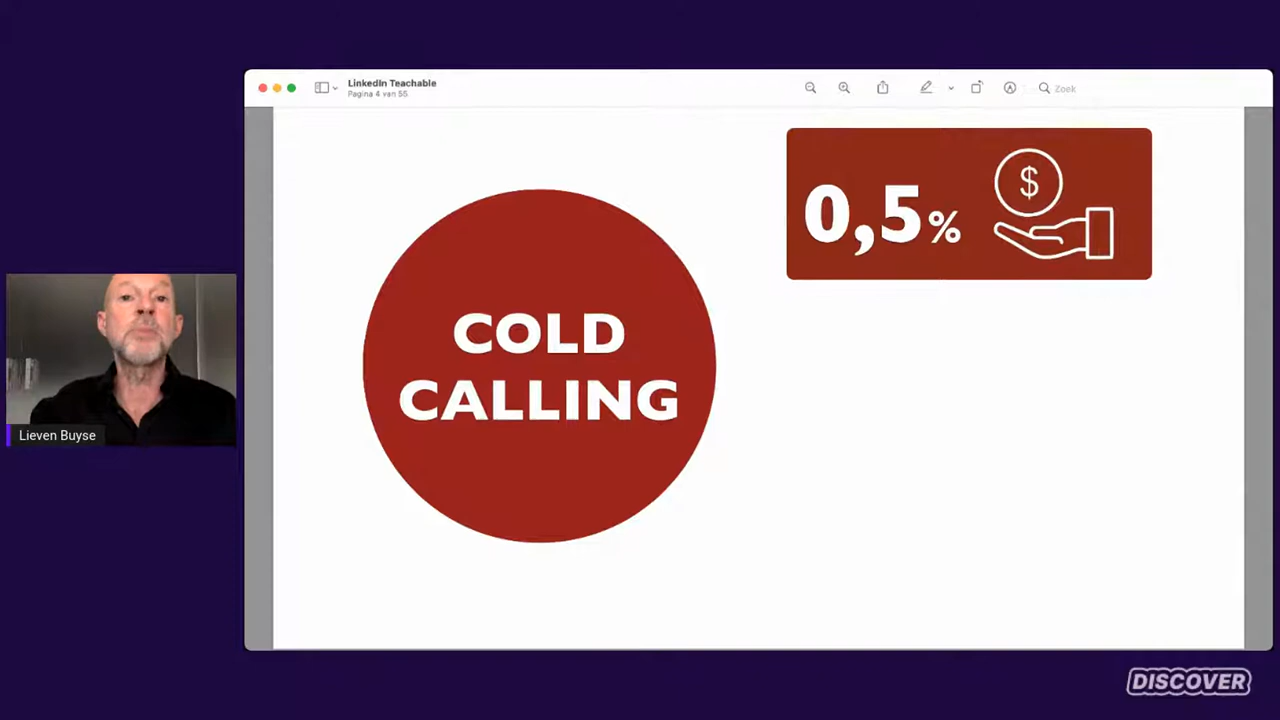 LinkedIn Teachable
Pagina 4 van 55
Zoek
0,5%
$
COLD
CALLING
Lieven Buyse
DISCOVER